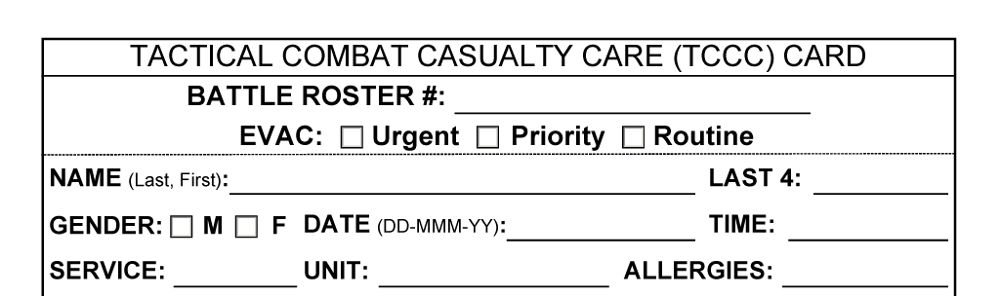 TACTICAL COMBAT CASUALTY CARE (TCCC) CARD
BATTLE ROSTER #:
EVAC: Urgent Priority Routine
NAME (Last, First): LAST 4:
GENDER: M F DATE (DD-MMM-YY): TIME:
SERVICE: UNIT: ALLERGIES: